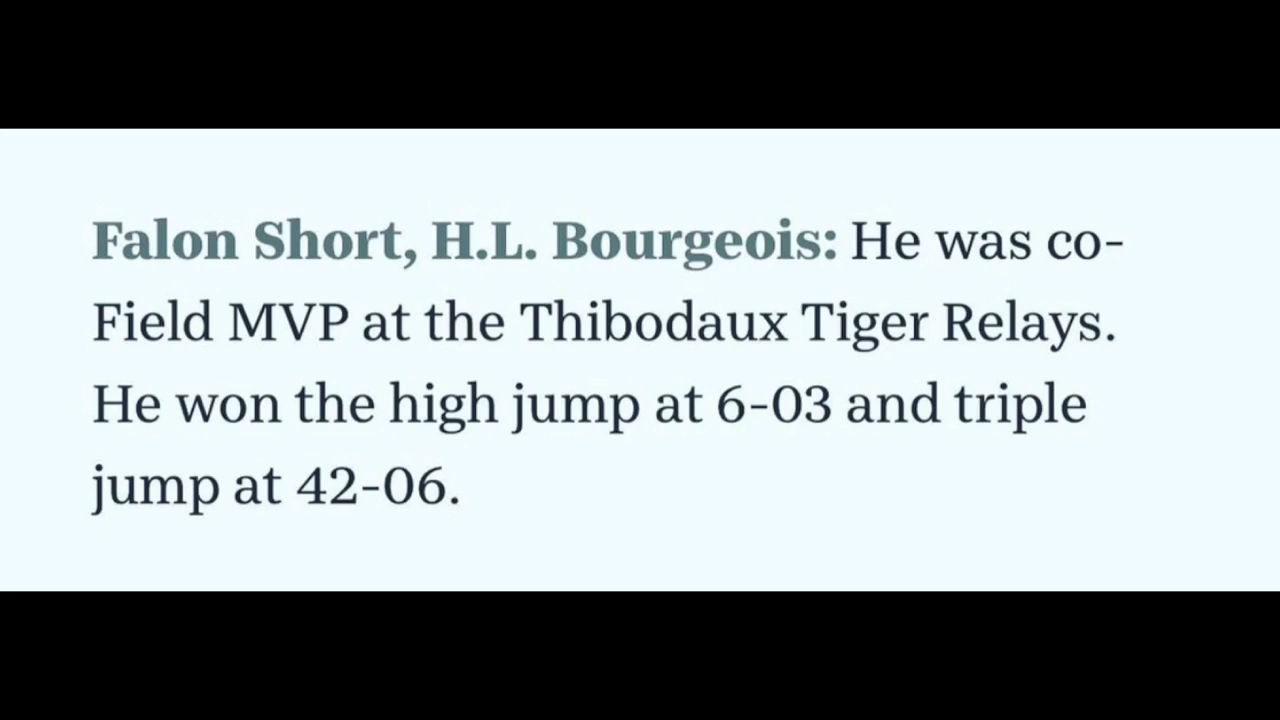 Falon Short, H.L. Bourgeois: He was co-
Field MVP at the Thibodaux Tiger Relays.
He won the high jump at 6-03 and triple
jump at 42-06.